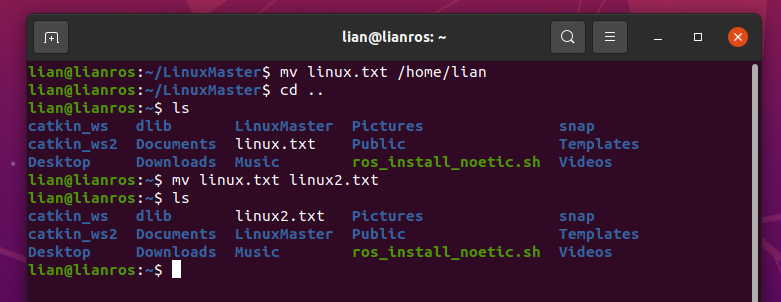 lian@lianros: ~
lian@lianros:~/LinuxMaster$ mv linux.txt /home/lian
lian@lianros:~/LinuxMaster$ cd ..
lian@lianros:~$ ls
catkin_ws dlib LinuxMaster Pictures snap
catkin_ws2 Documents linux.txt Public Templates
Desktop Downloads Music ros_install_noetic.sh Videos
lian@lianros:~$ mv linux.txt linux2.txt
lian@lianros:~$ ls
catkin_ws dlib linux2.txt Pictures snap
catkin_ws2 Documents LinuxMaster Public Templates
Desktop Downloads Music ros_install_noetic.sh Videos
lian@lianros:~$